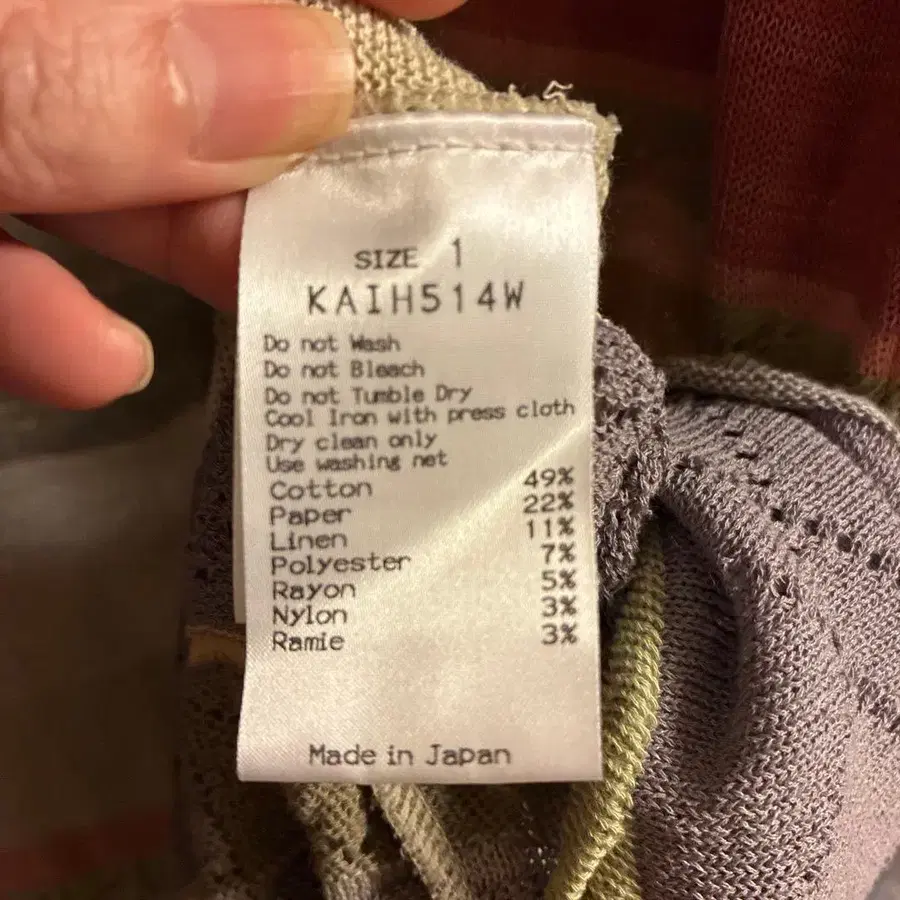 SIZE 1
KAIH514W
Do not Wash
Do not Bleach
Do not Tumble Dry
Cool Iron with press cloth
Dry clean only
Use washing net
Cotton 49%
Paper 22%
Linen 11%
Polyester 7%
Rayon 5%
Nylon 3%
Ramie 3%
Made in Japan